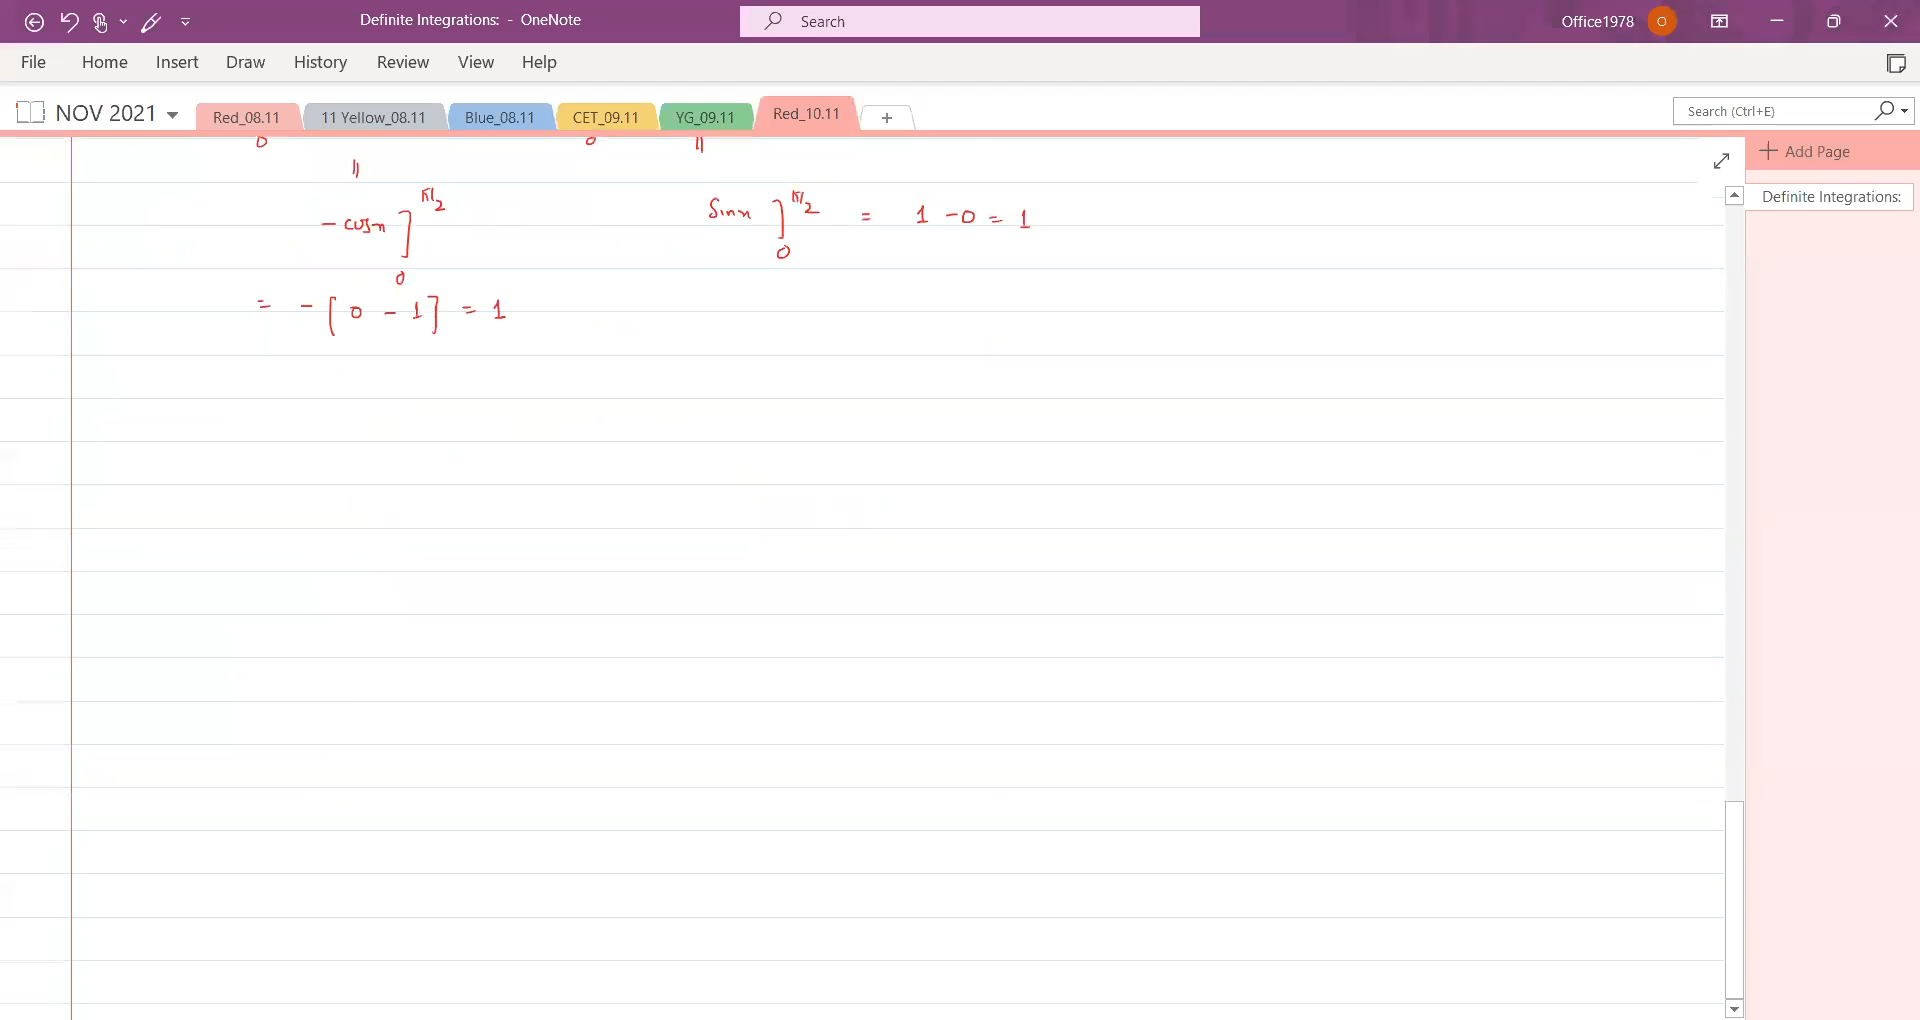 Definite Integrations: - OneNote
Search
Office1978
O
File Home Insert Draw History Review View Help
NOV 2021
Red_08.11
11 Yellow_08.11
Blue_08.11
CET_09.11
YG_09.11
Red_10.11
+
Search (Ctrl+E)
Add Page
Definite Integrations:
0 0 ||
||
- cosx ]₀^π/2
sinx ]₀^π/2 = 1 - 0 = 1
= - [ 0 - 1 ] = 1